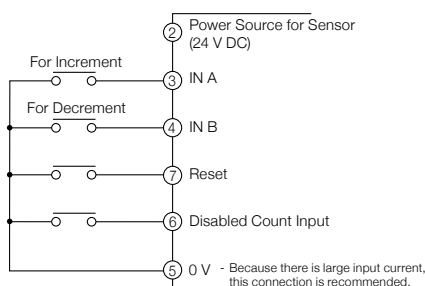 ② Power Source for Sensor
(24 V DC)
For Increment
③ IN A
For Decrement
④ IN B
⑦ Reset
⑥ Disabled Count Input
⑤ 0 V - Because there is large input current,
this connection is recommended.